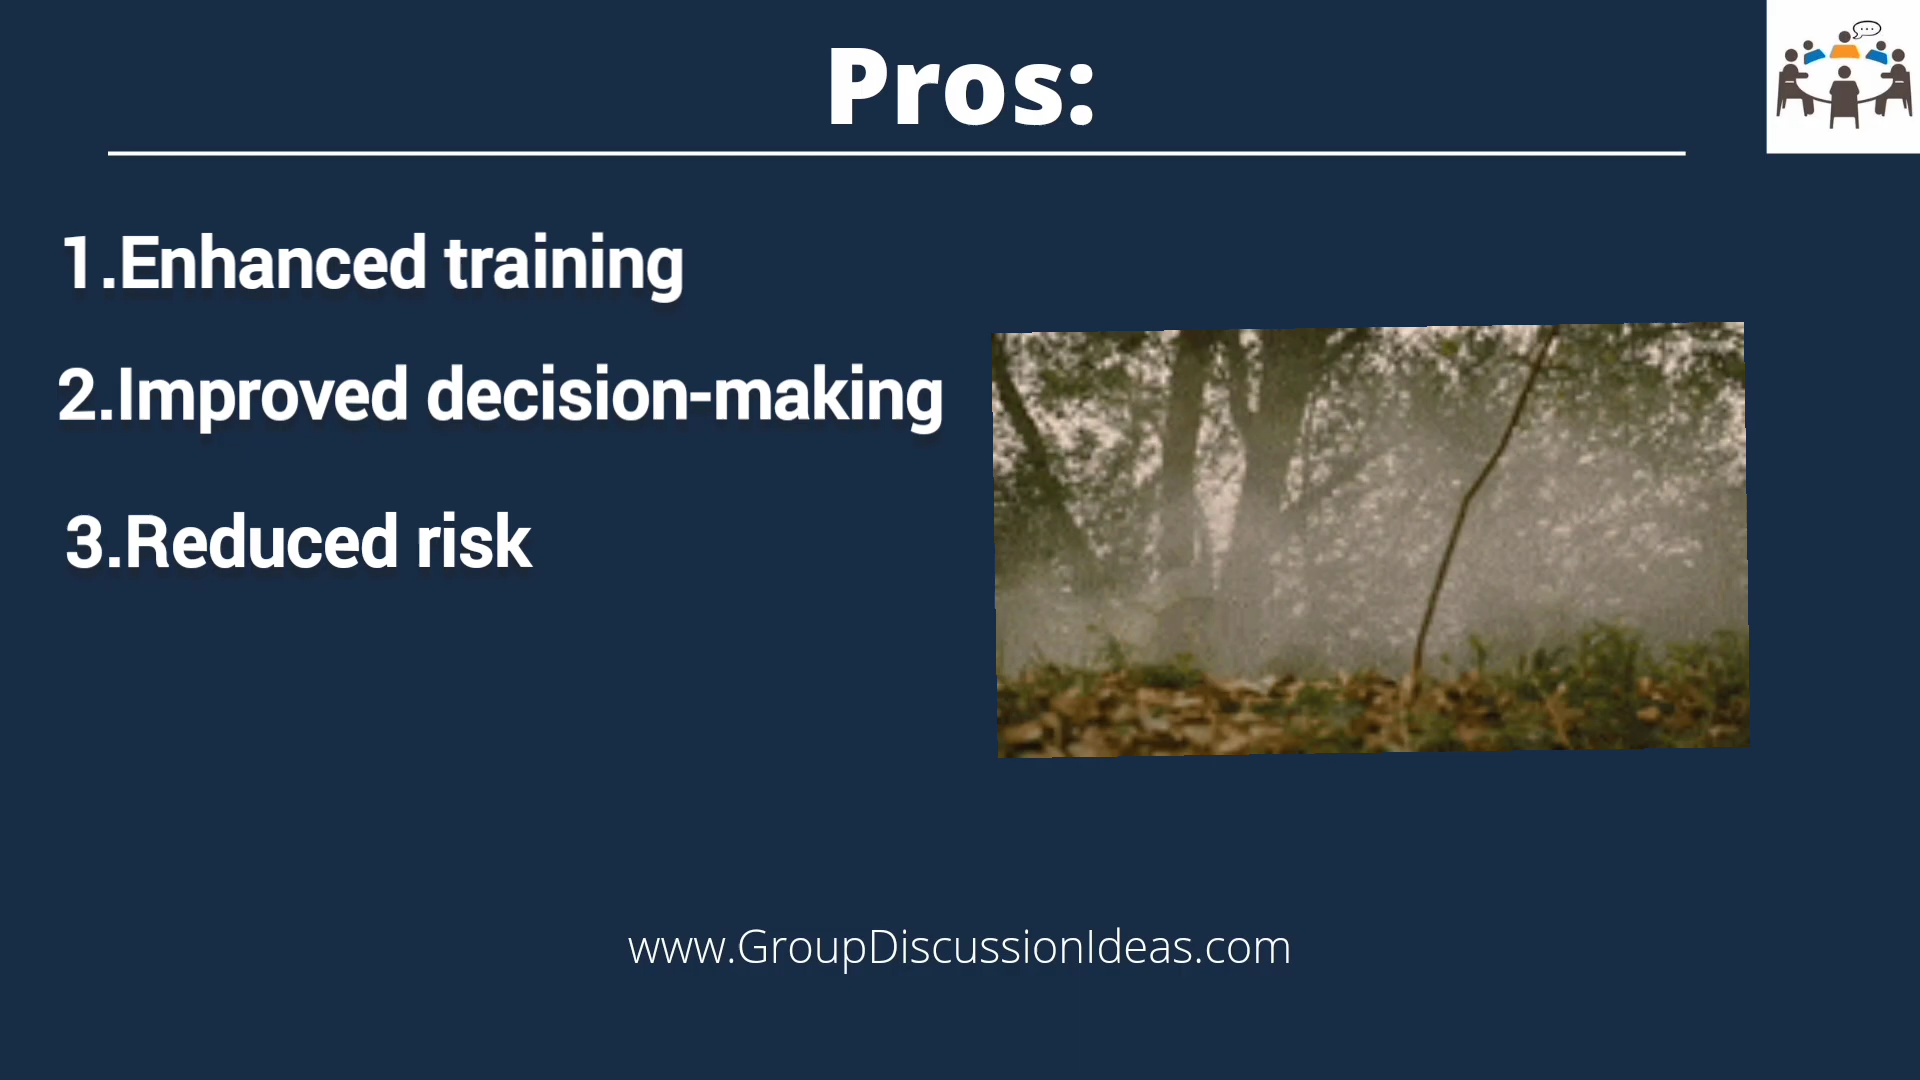 Pros:
1.Enhanced training
2.Improved decision-making
3.Reduced risk
www.GroupDiscussionIdeas.com